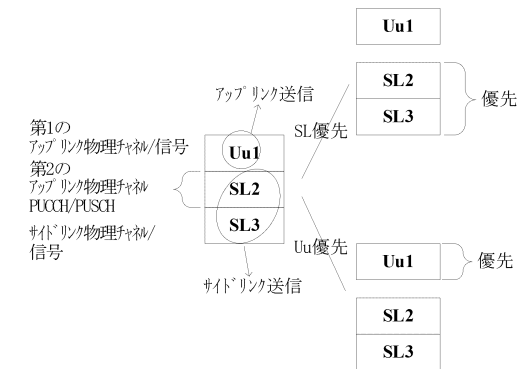 Uu1
SL2
SL3
優先
アップリンク送信
SL優先
第1の
アップリンク物理チャネル/信号
第2の
アップリンク物理チャネル
PUCCH/PUSCH
サイドリンク物理チャネル/
信号
Uu1
SL2
SL3
サイドリンク送信
Uu優先
Uu1
優先
SL2
SL3